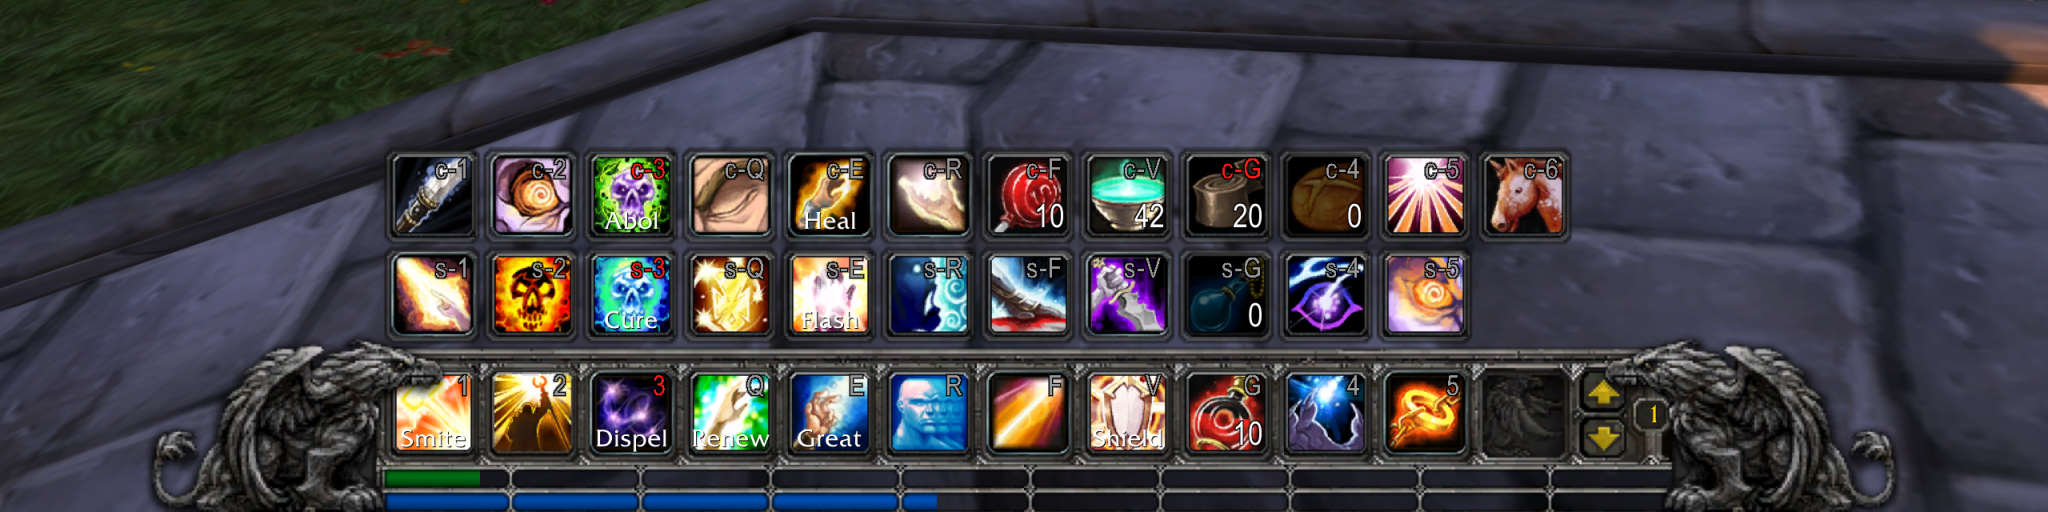 c-1 c-2 c-3 c-Q c-E c-R c-F c-V c-G c-4 c-5 c-6
Abol Heal 10 42 20 0
s-1 s-2 s-3 s-Q s-E s-R s-F s-V s-G s-4 s-5
Cure Flash 0
1 2 3 Q E R F V G 4 5
1
Smite Dispel Renew Great Shield 10